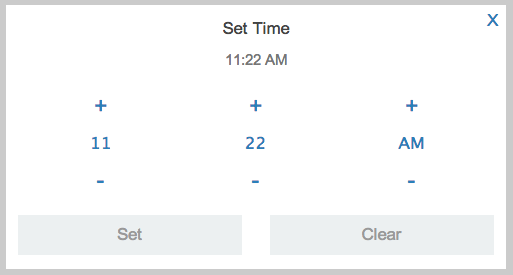 X
Set Time
11:22 AM
+ + +
11 22 AM
- - -
Set Clear